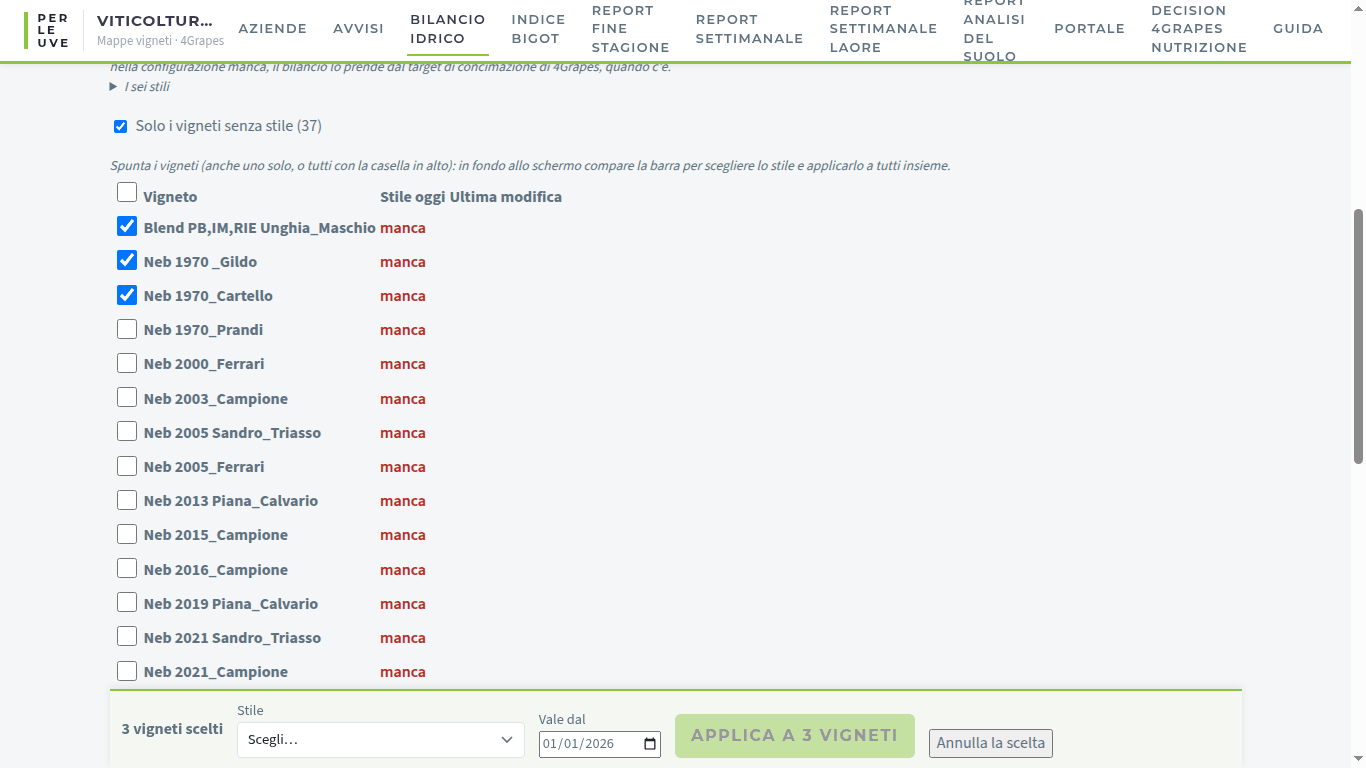 PER
LE
UVE
VITICOLTUR...
Mappe vigneti · 4Grapes
AZIENDE
AVVISI
BILANCIO
IDRICO
INDICE
BIGOT
REPORT
FINE
STAGIONE
REPORT
SETTIMANALE
REPORT
SETTIMANALE
LAORE
REPORT
ANALISI
DEL
SUOLO
PORTALE
DECISION
4GRAPES
NUTRIZIONE
GUIDA
nella configurazione manca, il bilancio lo prende dal target di concimazione di 4Grapes, quando c'è.
I sei stili
Solo i vigneti senza stile (37)
Spunta i vigneti (anche uno solo, o tutti con la casella in alto): in fondo allo schermo compare la barra per scegliere lo stile e applicarlo a tutti insieme.
Vigneto Stile oggi Ultima modifica
Blend PB,IM,RIE Unghia_Maschio manca
Neb 1970 _Gildo manca
Neb 1970_Cartello manca
Neb 1970_Prandi manca
Neb 2000_Ferrari manca
Neb 2003_Campione manca
Neb 2005 Sandro_Triasso manca
Neb 2005_Ferrari manca
Neb 2013 Piana_Calvario manca
Neb 2015_Campione manca
Neb 2016_Campione manca
Neb 2019 Piana_Calvario manca
Neb 2021 Sandro_Triasso manca
Neb 2021_Campione manca
3 vigneti scelti
Stile
Scegli...
Vale dal
01/01/2026
APPLICA A 3 VIGNETI
Annulla la scelta